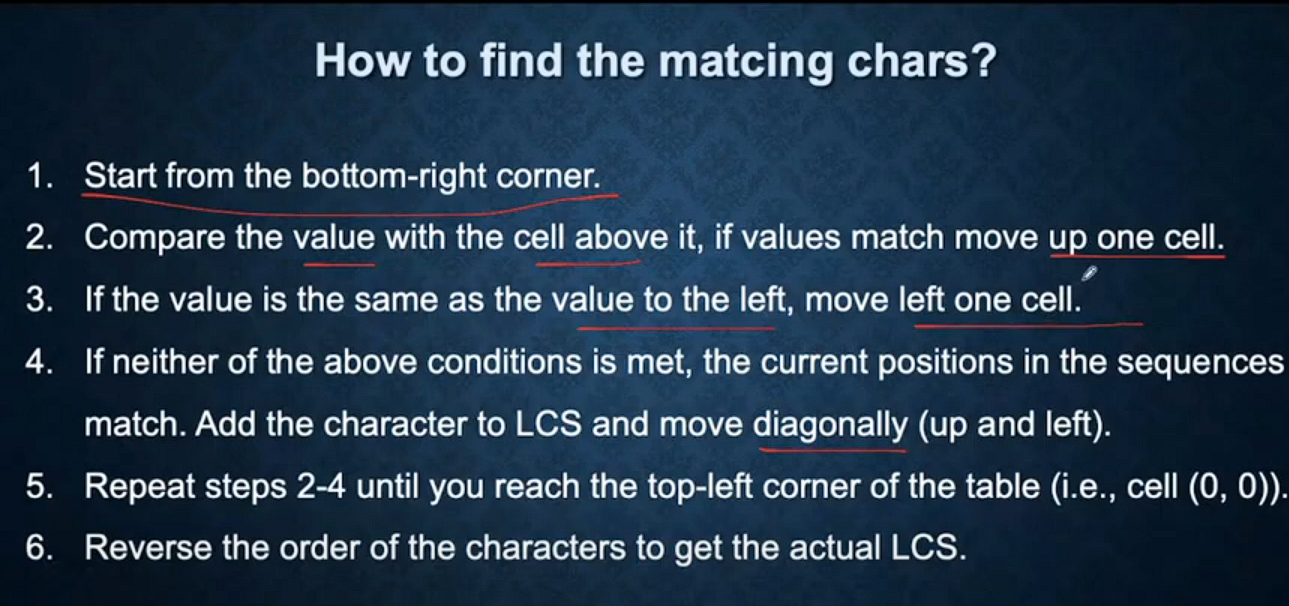 How to find the matcing chars?
1. Start from the bottom-right corner.
2. Compare the value with the cell above it, if values match move up one cell.
3. If the value is the same as the value to the left, move left one cell.
4. If neither of the above conditions is met, the current positions in the sequences
match. Add the character to LCS and move diagonally (up and left).
5. Repeat steps 2-4 until you reach the top-left corner of the table (i.e., cell (0, 0)).
6. Reverse the order of the characters to get the actual LCS.